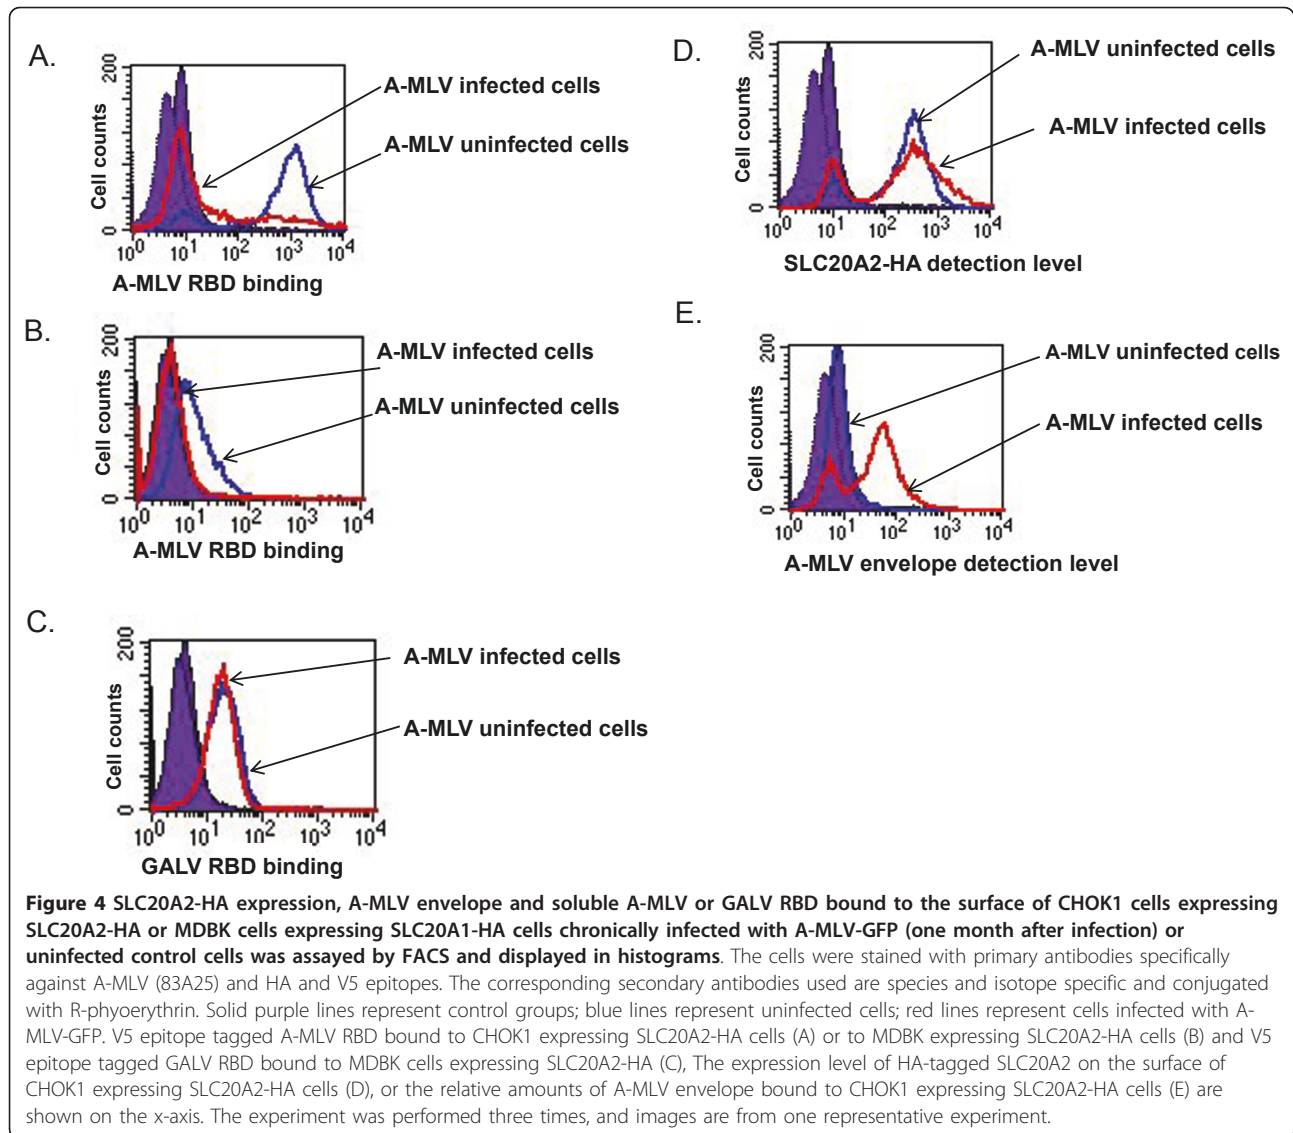 A.
200
Cell counts
0
A-MLV infected cells
A-MLV uninfected cells
10^0 10^1 10^2 10^3 10^4
A-MLV RBD binding
B.
200
Cell counts
0
A-MLV infected cells
A-MLV uninfected cells
10^0 10^1 10^2 10^3 10^4
A-MLV RBD binding
C.
200
Cell counts
0
A-MLV infected cells
A-MLV uninfected cells
10^0 10^1 10^2 10^3 10^4
GALV RBD binding
D.
200
Cell counts
0
A-MLV uninfected cells
A-MLV infected cells
10^0 10^1 10^2 10^3 10^4
SLC20A2-HA detection level
E.
200
Cell counts
0
A-MLV uninfected cells
A-MLV infected cells
10^0 10^1 10^2 10^3 10^4
A-MLV envelope detection level
Figure 4 SLC20A2-HA expression, A-MLV envelope and soluble A-MLV or GALV RBD bound to the surface of CHOK1 cells expressing
SLC20A2-HA or MDBK cells expressing SLC20A1-HA cells chronically infected with A-MLV-GFP (one month after infection) or
uninfected control cells was assayed by FACS and displayed in histograms. The cells were stained with primary antibodies specifically
against A-MLV (83A25) and HA and V5 epitopes. The corresponding secondary antibodies used are species and isotope specific and conjugated
with R-phyoerythrin. Solid purple lines represent control groups; blue lines represent uninfected cells; red lines represent cells infected with A-
MLV-GFP. V5 epitope tagged A-MLV RBD bound to CHOK1 expressing SLC20A2-HA cells (A) or to MDBK expressing SLC20A2-HA cells (B) and V5
epitope tagged GALV RBD bound to MDBK cells expressing SLC20A2-HA (C), The expression level of HA-tagged SLC20A2 on the surface of
CHOK1 expressing SLC20A2-HA cells (D), or the relative amounts of A-MLV envelope bound to CHOK1 expressing SLC20A2-HA cells (E) are
shown on the x-axis. The experiment was performed three times, and images are from one representative experiment.